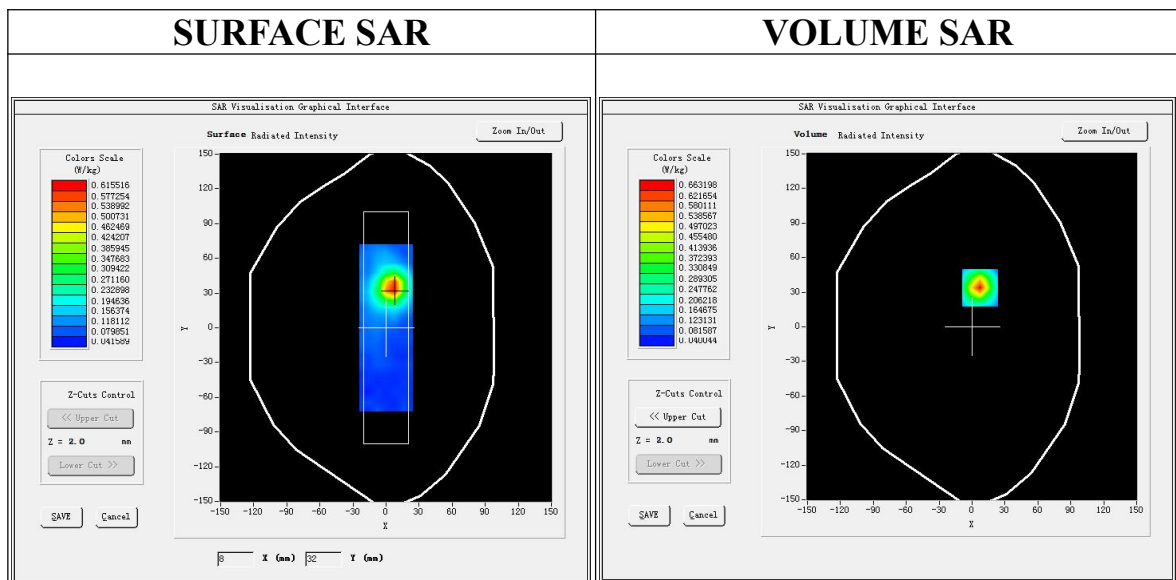 SURFACE SAR
VOLUME SAR
SAR Visualisation Graphical Interface
Surface Radiated Intensity
Zoom In/Out
Colors Scale
(W/kg)
0.615516
0.577254
0.538992
0.500731
0.462469
0.424207
0.385945
0.347683
0.309422
0.271160
0.232898
0.194636
0.156374
0.118112
0.079851
0.041589
Z-Cuts Control
<< Upper Cut
Z = 2.0 mm
Lower Cut >>
SAVE Cancel
150
120
90
60
30
0
-30
-60
-90
-120
-150
Y
-150 -120 -90 -60 -30 0 30 60 90 120 150
X
8 X (mm) 32 Y (mm)
SAR Visualisation Graphical Interface
Volume Radiated Intensity
Zoom In/Out
Colors Scale
(W/kg)
0.663198
0.621654
0.580111
0.538567
0.497023
0.455480
0.413936
0.372393
0.330849
0.289305
0.247762
0.206218
0.164675
0.123131
0.081587
0.040044
Z-Cuts Control
<< Upper Cut
Z = 2.0 mm
Lower Cut >>
SAVE Cancel
150
120
90
60
30
0
-30
-60
-90
-120
-150
Y
-150 -120 -90 -60 -30 0 30 60 90 120 150
X